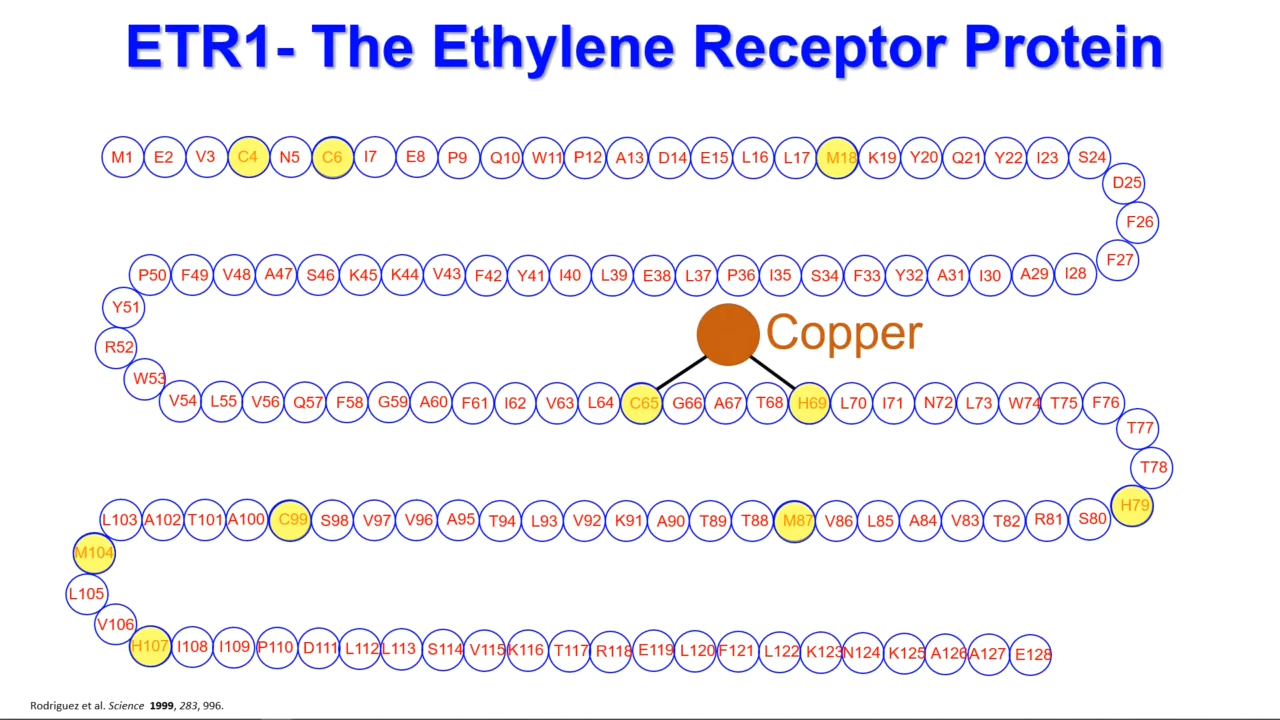 ETR1- The Ethylene Receptor Protein
M1 E2 V3 C4 N5 C6 I7 E8 P9 Q10 W11 P12 A13 D14 E15 L16 L17 M18 K19 Y20 Q21 Y22 I23 S24
D25
F26
F27
P50 F49 V48 A47 S46 K45 K44 V43 F42 Y41 I40 L39 E38 L37 P36 I35 S34 F33 Y32 A31 I30 A29 I28
Y51
Copper
R52
W53
V54 L55 V56 Q57 F58 G59 A60 F61 I62 V63 L64 C65 G66 A67 T68 H69 L70 I71 N72 L73 W74 T75 F76
T77
T78
H79
L103 A102 T101 A100 C99 S98 V97 V96 A95 T94 L93 V92 K91 A90 T89 T88 M87 V86 L85 A84 V83 T82 R81 S80
M104
L105
V106
H107 I108 I109 P110 D111 L112 L113 S114 V115 K116 T117 R118 E119 L120 F121 L122 K123 N124 K125 A126 A127 E128
Rodriguez et al. Science 1999, 283, 996.